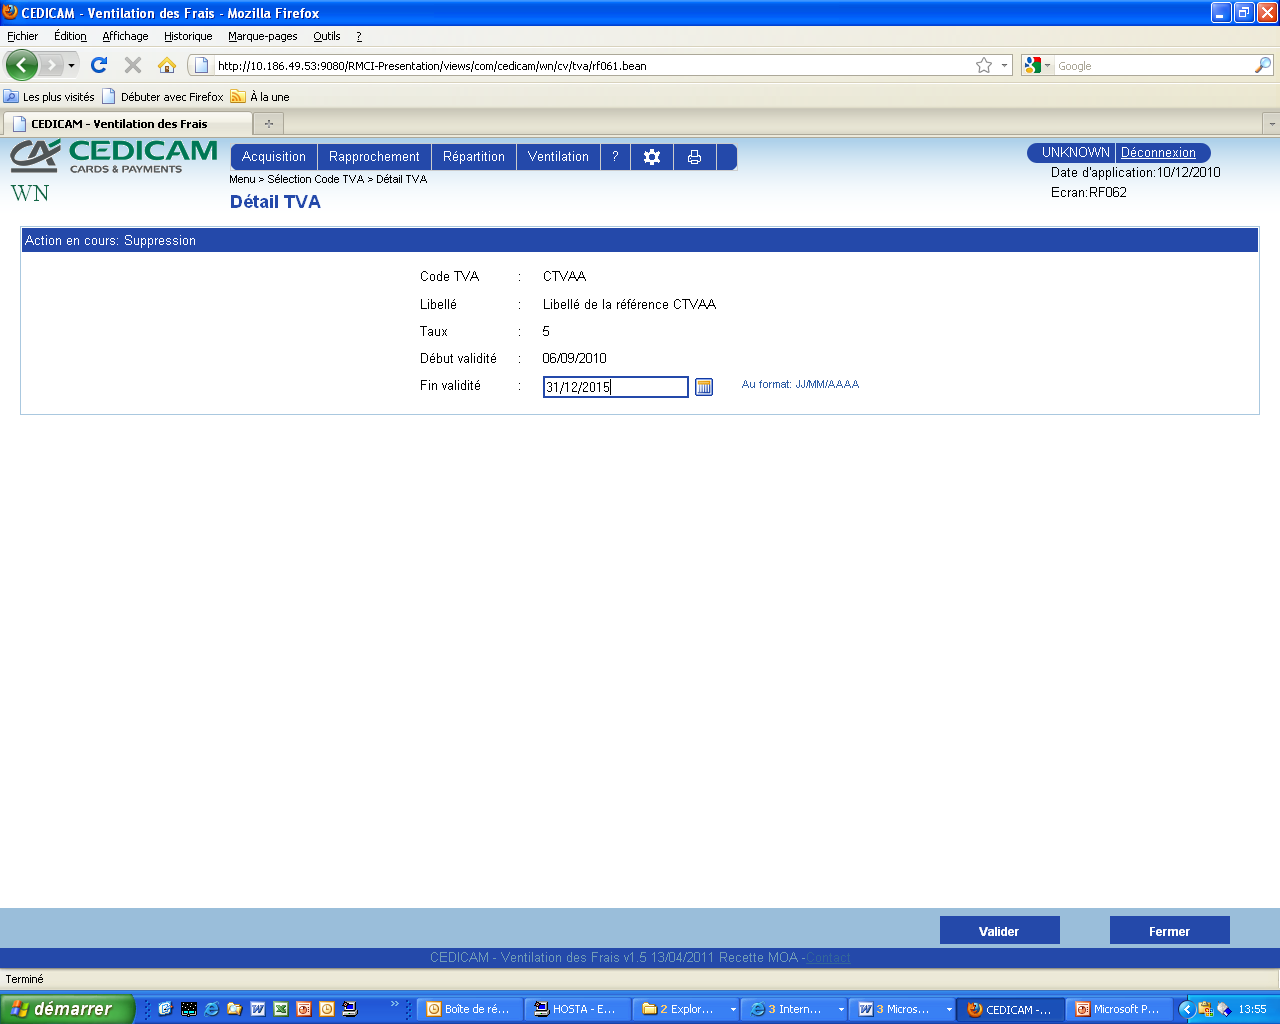 CEDICAM - Ventilation des Frais - Mozilla Firefox
Fichier Édition Affichage Historique Marque-pages Outils ?
http://10.186.49.53:9080/RMCI-Presentation/views/com/cedicam/wn/cv/tva/rf061.bean Google
Les plus visités Débuter avec Firefox À la une
CEDICAM - Ventilation des Frais
CEDICAM
CARDS & PAYMENTS
WN
Acquisition Rapprochement Répartition Ventilation ?
UNKNOWN Déconnexion
Menu > Sélection Code TVA > Détail TVA
Date d'application:10/12/2010
Ecran:RF062
Détail TVA
Action en cours: Suppression
Code TVA : CTVAA
Libellé : Libellé de la référence CTVAA
Taux : 5
Début validité : 06/09/2010
Fin validité : 31/12/2015 Au format: JJ/MM/AAAA
Valider Fermer
CEDICAM - Ventilation des Frais v1.5 13/04/2011 Recette MOA -Contact
Terminé
démarrer Boîte de ré... HOSTA - E... 2 Explor... 3 Intern... 3 Micros... CEDICAM -... Microsoft P... 13:55